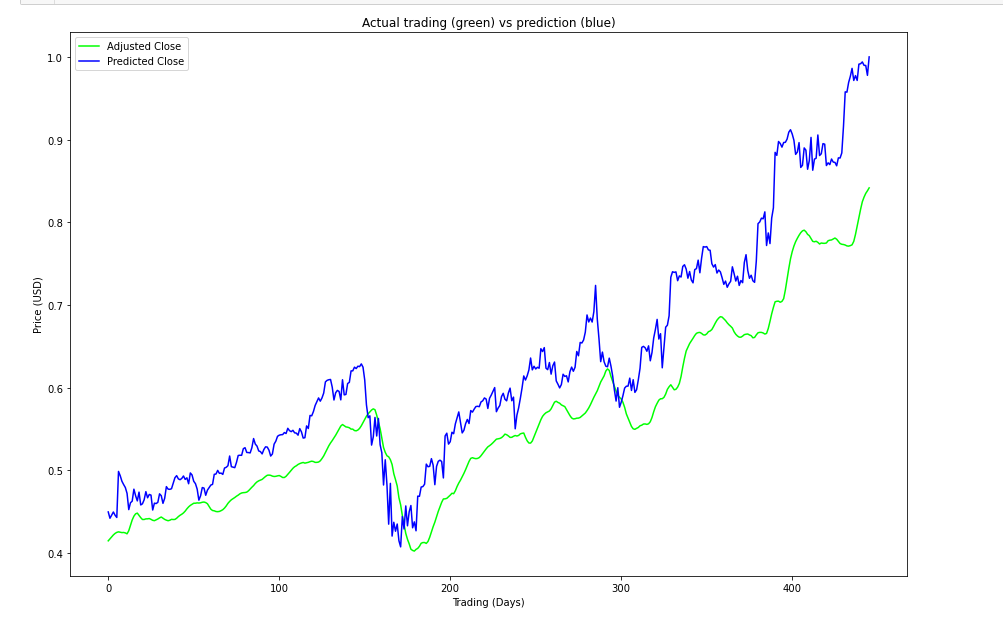 Actual trading (green) vs prediction (blue)
Adjusted Close
Predicted Close
1.0
0.9
0.8
0.7
0.6
0.5
0.4
Price (USD)
0 100 200 300 400
Trading (Days)